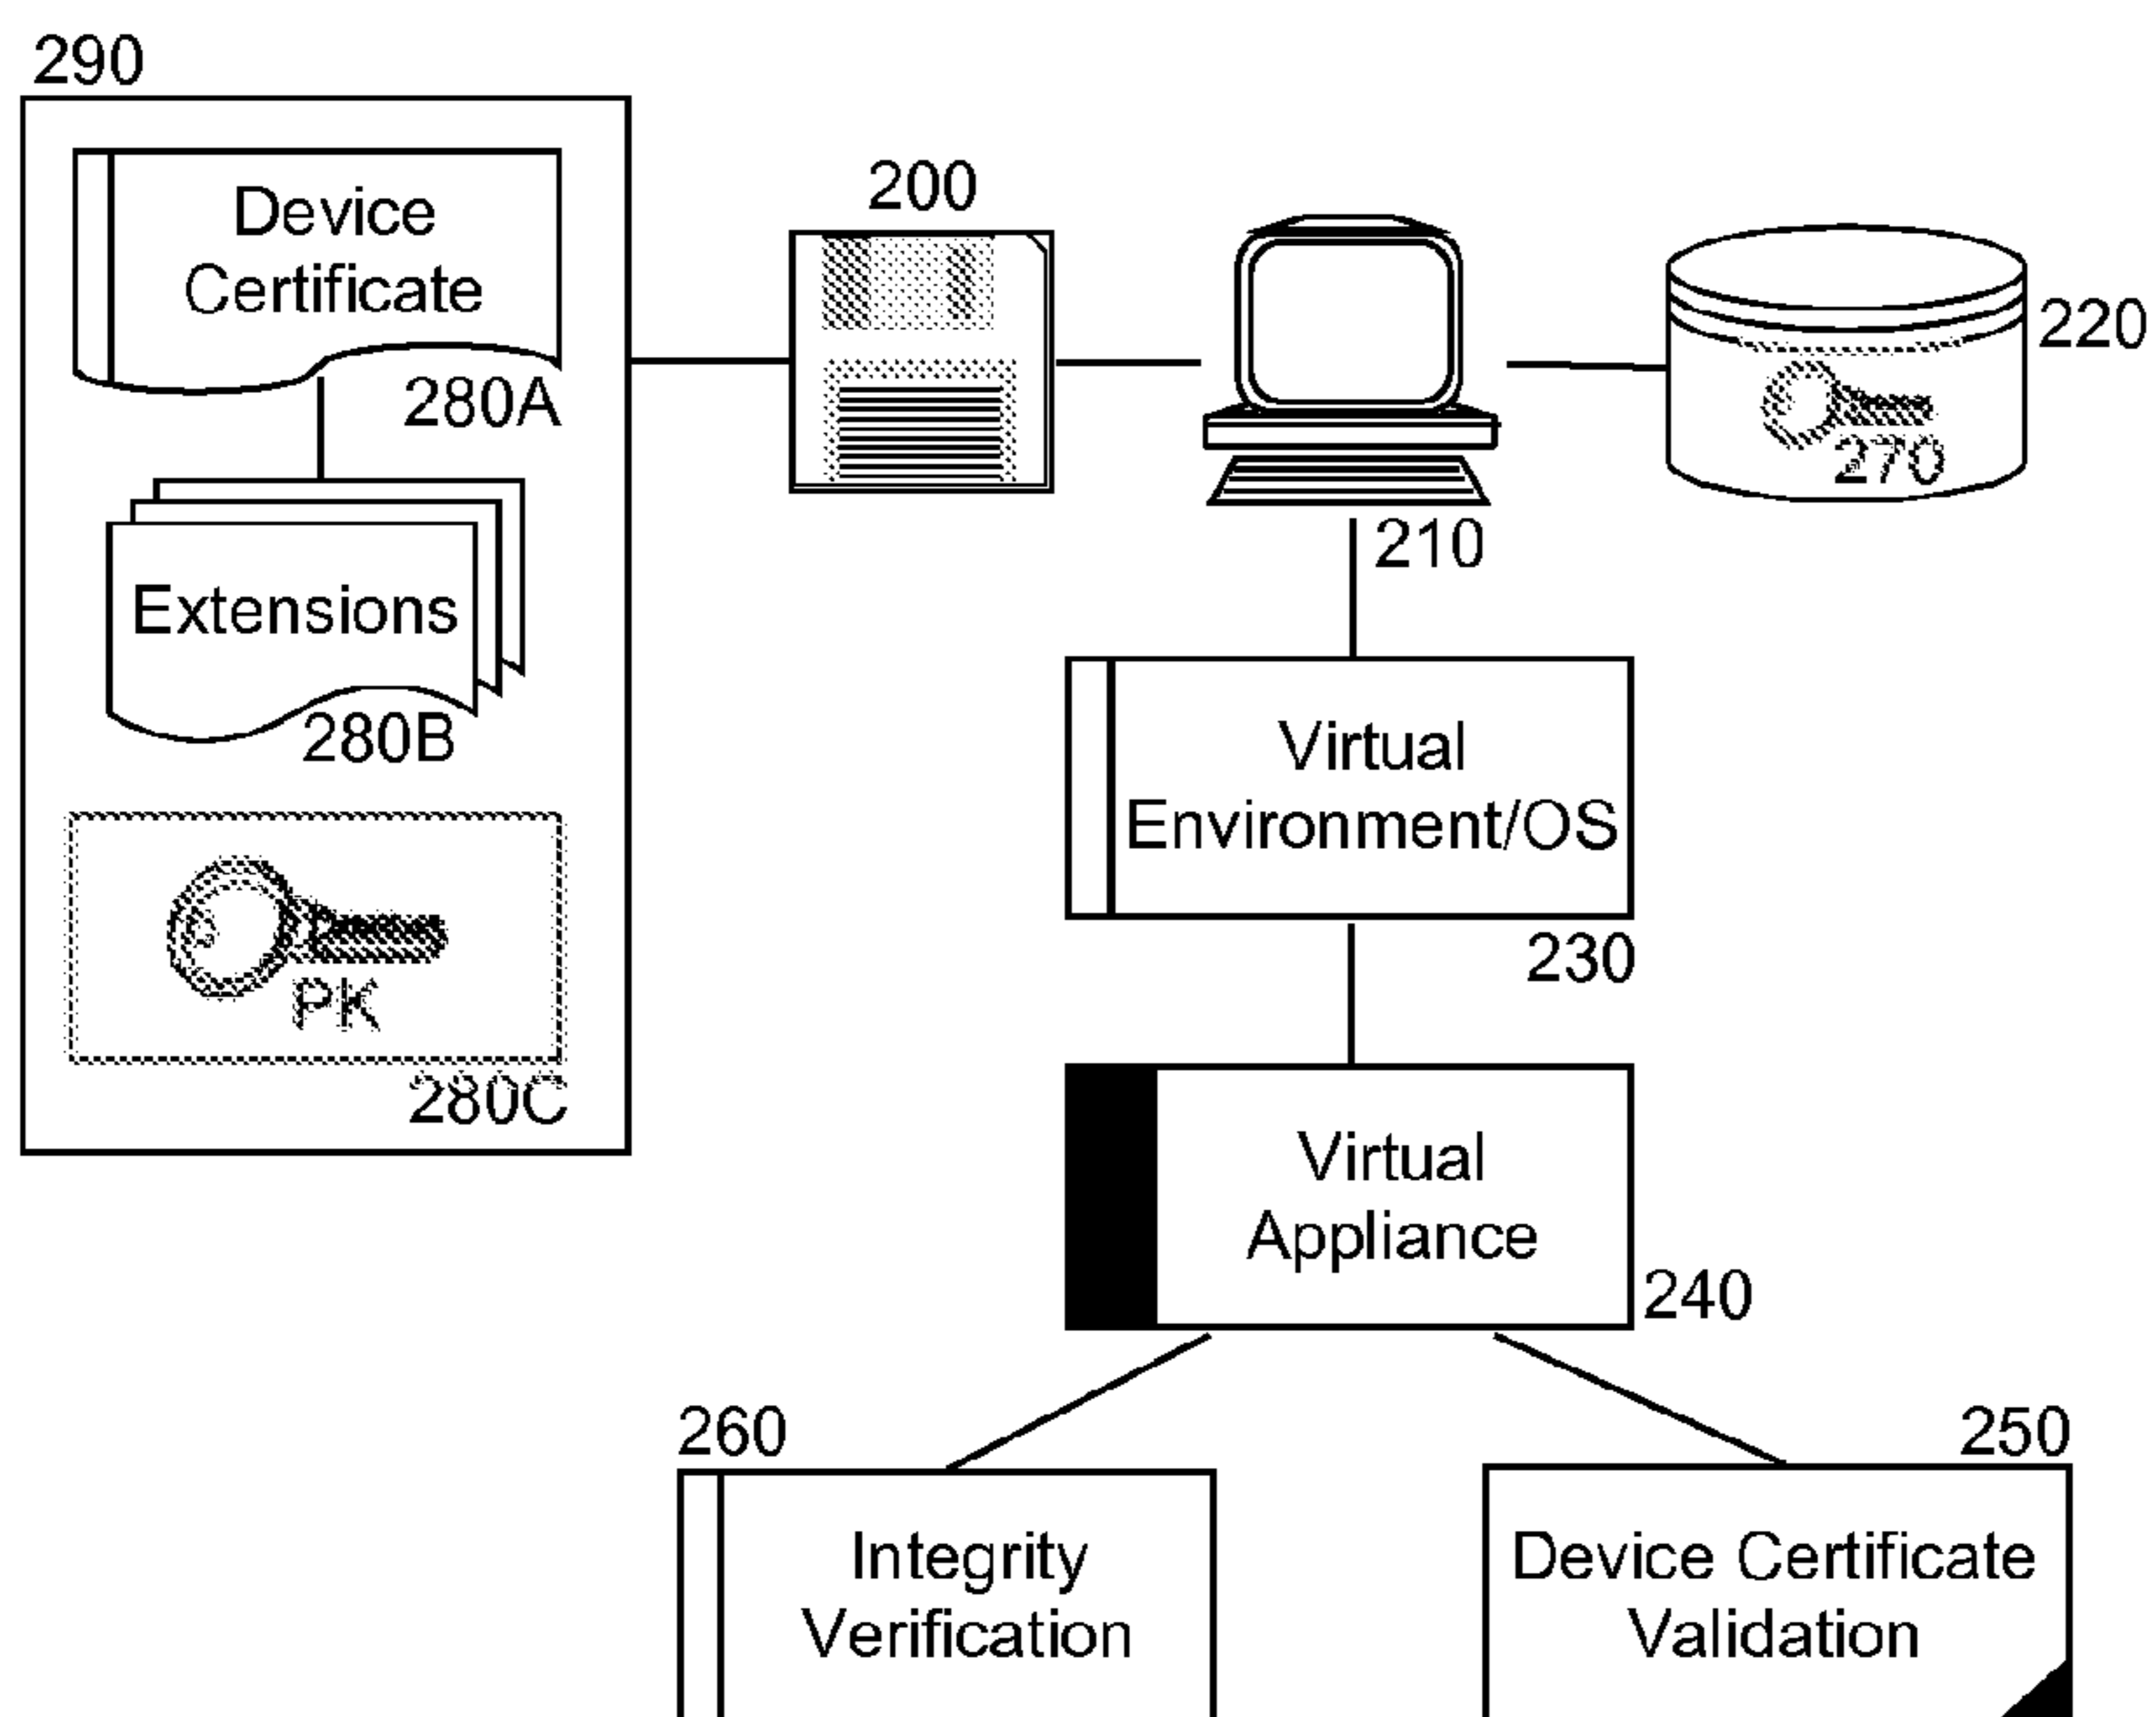 290
Device
Certificate
280A
Extensions
280B
PK
280C
200
210
220
270
Virtual
Environment/OS
230
Virtual
Appliance
240
260
Integrity
Verification
250
Device Certificate
Validation